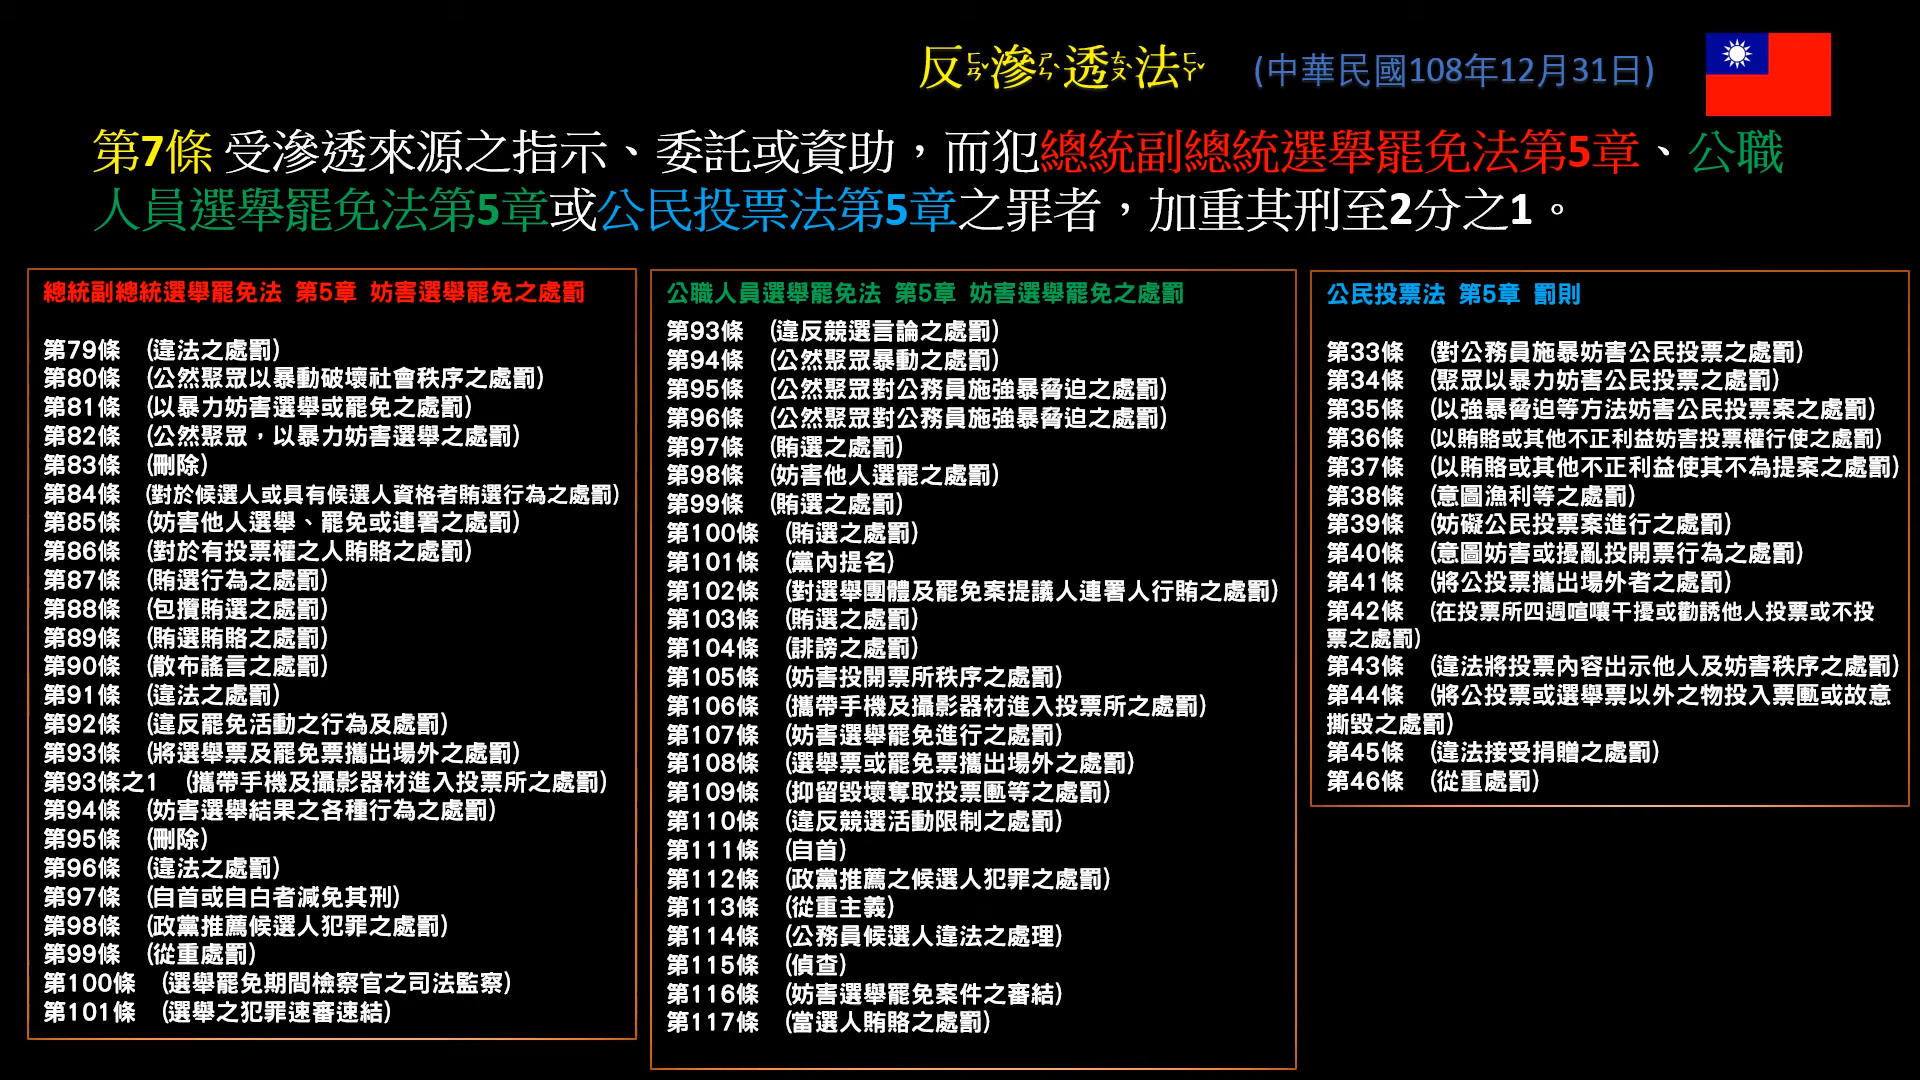 反ㄈㄢˇ滲ㄕㄣˋ透ㄊㄡˋ法ㄈㄚˇ (中華民國108年12月31日)
第7條 受滲透來源之指示、委託或資助，而犯總統副總統選舉罷免法第5章、公職
人員選舉罷免法第5章或公民投票法第5章之罪者，加重其刑至2分之1。
總統副總統選舉罷免法 第5章 妨害選舉罷免之處罰
第79條 (違法之處罰)
第80條 (公然聚眾以暴動破壞社會秩序之處罰)
第81條 (以暴力妨害選舉或罷免之處罰)
第82條 (公然聚眾，以暴力妨害選舉之處罰)
第83條 (刪除)
第84條 (對於候選人或具有候選人資格者賄選行為之處罰)
第85條 (妨害他人選舉、罷免或連署之處罰)
第86條 (對於有投票權之人賄賂之處罰)
第87條 (賄選行為之處罰)
第88條 (包攬賄選之處罰)
第89條 (賄選賄賂之處罰)
第90條 (散布謠言之處罰)
第91條 (違法之處罰)
第92條 (違反罷免活動之行為及處罰)
第93條 (將選舉票及罷免票攜出場外之處罰)
第93條之1 (攜帶手機及攝影器材進入投票所之處罰)
第94條 (妨害選舉結果之各種行為之處罰)
第95條 (刪除)
第96條 (違法之處罰)
第97條 (自首或自白者減免其刑)
第98條 (政黨推薦候選人犯罪之處罰)
第99條 (從重處罰)
第100條 (選舉罷免期間檢察官之司法監察)
第101條 (選舉之犯罪速審速結)
公職人員選舉罷免法 第5章 妨害選舉罷免之處罰
第93條 (違反競選言論之處罰)
第94條 (公然聚眾暴動之處罰)
第95條 (公然聚眾對公務員施強暴脅迫之處罰)
第96條 (公然聚眾對公務員施強暴脅迫之處罰)
第97條 (賄選之處罰)
第98條 (妨害他人選罷之處罰)
第99條 (賄選之處罰)
第100條 (賄選之處罰)
第101條 (黨內提名)
第102條 (對選舉團體及罷免案提議人連署人行賄之處罰)
第103條 (賄選之處罰)
第104條 (誹謗之處罰)
第105條 (妨害投開票所秩序之處罰)
第106條 (攜帶手機及攝影器材進入投票所之處罰)
第107條 (妨害選舉罷免進行之處罰)
第108條 (選舉票或罷免票攜出場外之處罰)
第109條 (抑留毀壞奪取投票匭等之處罰)
第110條 (違反競選活動限制之處罰)
第111條 (自首)
第112條 (政黨推薦之候選人犯罪之處罰)
第113條 (從重主義)
第114條 (公務員候選人違法之處理)
第115條 (偵查)
第116條 (妨害選舉罷免案件之審結)
第117條 (當選人賄賂之處罰)
公民投票法 第5章 罰則
第33條 (對公務員施暴妨害公民投票之處罰)
第34條 (聚眾以暴力妨害公民投票之處罰)
第35條 (以強暴脅迫等方法妨害公民投票案之處罰)
第36條 (以賄賂或其他不正利益妨害投票權行使之處罰)
第37條 (以賄賂或其他不正利益使其不為提案之處罰)
第38條 (意圖漁利等之處罰)
第39條 (妨礙公民投票案進行之處罰)
第40條 (意圖妨害或擾亂投開票行為之處罰)
第41條 (將公投票攜出場外者之處罰)
第42條 (在投票所四週喧嚷干擾或勸誘他人投票或不投
票之處罰)
第43條 (違法將投票內容出示他人及妨害秩序之處罰)
第44條 (將公投票或選舉票以外之物投入票匭或故意
撕毀之處罰)
第45條 (違法接受捐贈之處罰)
第46條 (從重處罰)